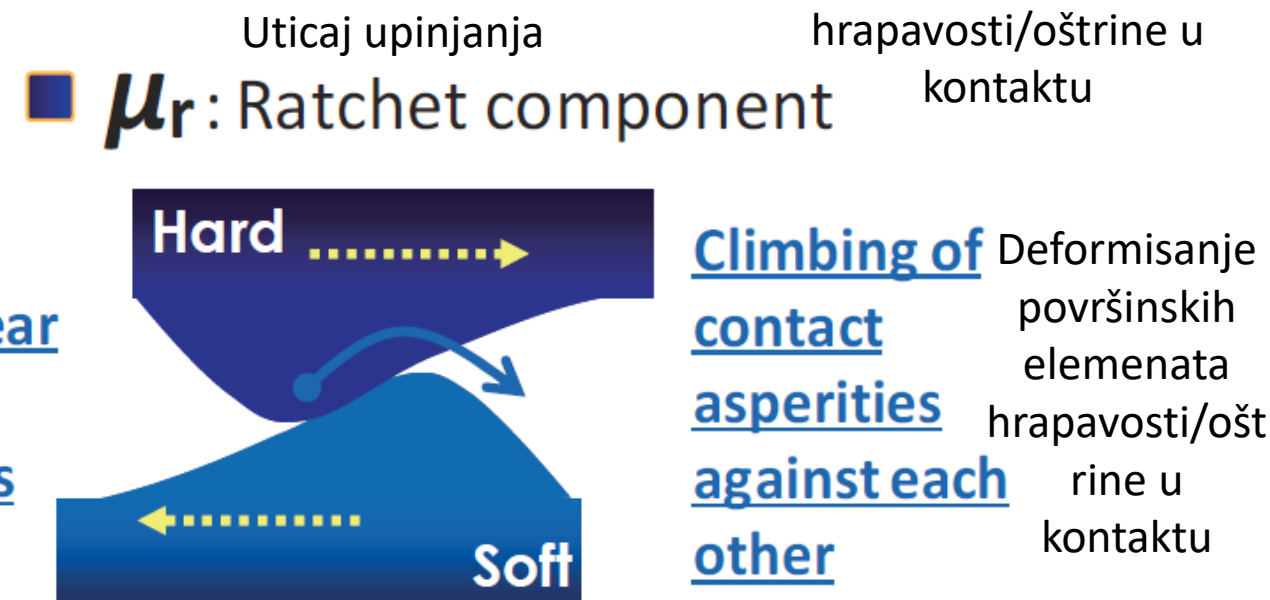 Uticaj upinjanja
hrapavosti/oštrine u
kontaktu
μr : Ratchet component
Hard
ear
s
Soft
Climbing of
contact
asperities
against each
other
Deformisanje
površinskih
elemenata
hrapavosti/ošt
rine u
kontaktu